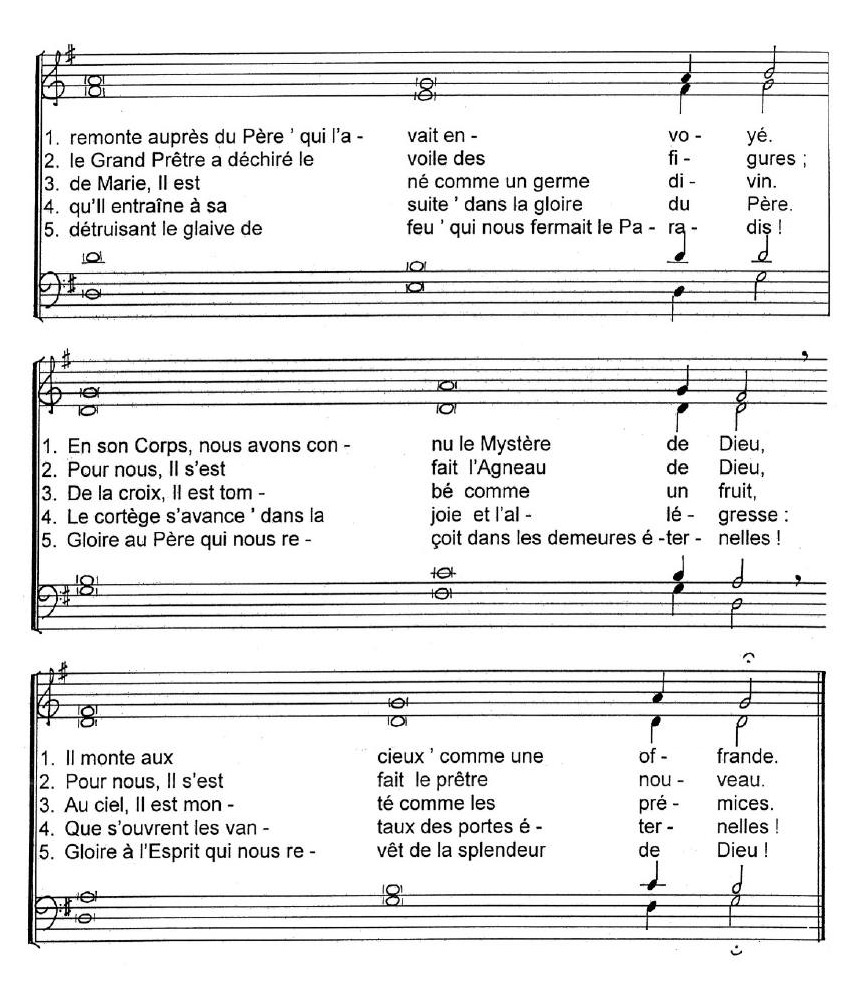 1. remonte auprès du Père ’ qui l’a - vait en - vo - yé.
2. le Grand Prêtre a déchiré le voile des fi - gures ;
3. de Marie, Il est né comme un germe di - vin.
4. qu’Il entraîne à sa suite ’ dans la gloire du Père.
5. détruisant le glaive de feu ’ qui nous fermait le Pa - ra - dis !
1. En son Corps, nous avons con - nu le Mystère de Dieu,
2. Pour nous, Il s’est fait l’Agneau de Dieu,
3. De la croix, Il est tom - bé comme un fruit,
4. Le cortège s’avance ’ dans la joie et l’al - lé - gresse :
5. Gloire au Père qui nous re - çoit dans les demeures é -ter - nelles !
1. Il monte aux cieux ’ comme une of - frande.
2. Pour nous, Il s’est fait le prêtre nou - veau.
3. Au ciel, Il est mon - té comme les pré - mices.
4. Que s’ouvrent les van - taux des portes é - ter - nelles !
5. Gloire à l’Esprit qui nous re - vêt de la splendeur de Dieu !